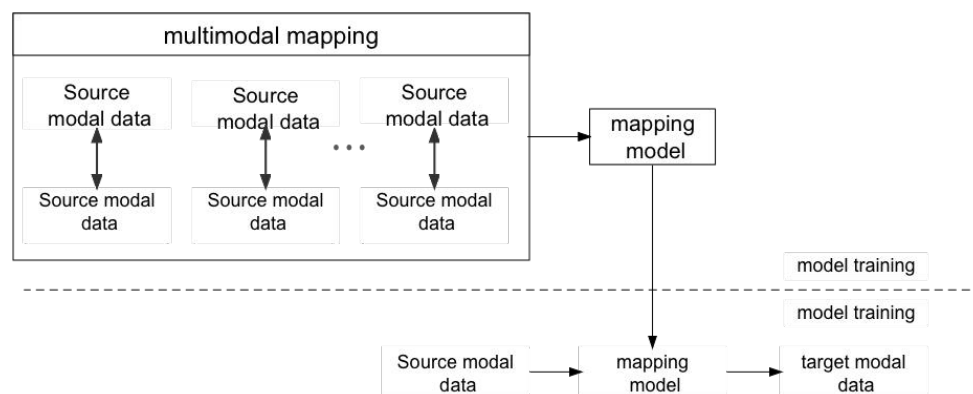 multimodal mapping
Source
modal data
Source
modal data
Source
modal data
...
Source modal
data
Source modal
data
Source modal
data
mapping
model
model training
model training
Source modal
data
mapping
model
target modal
data